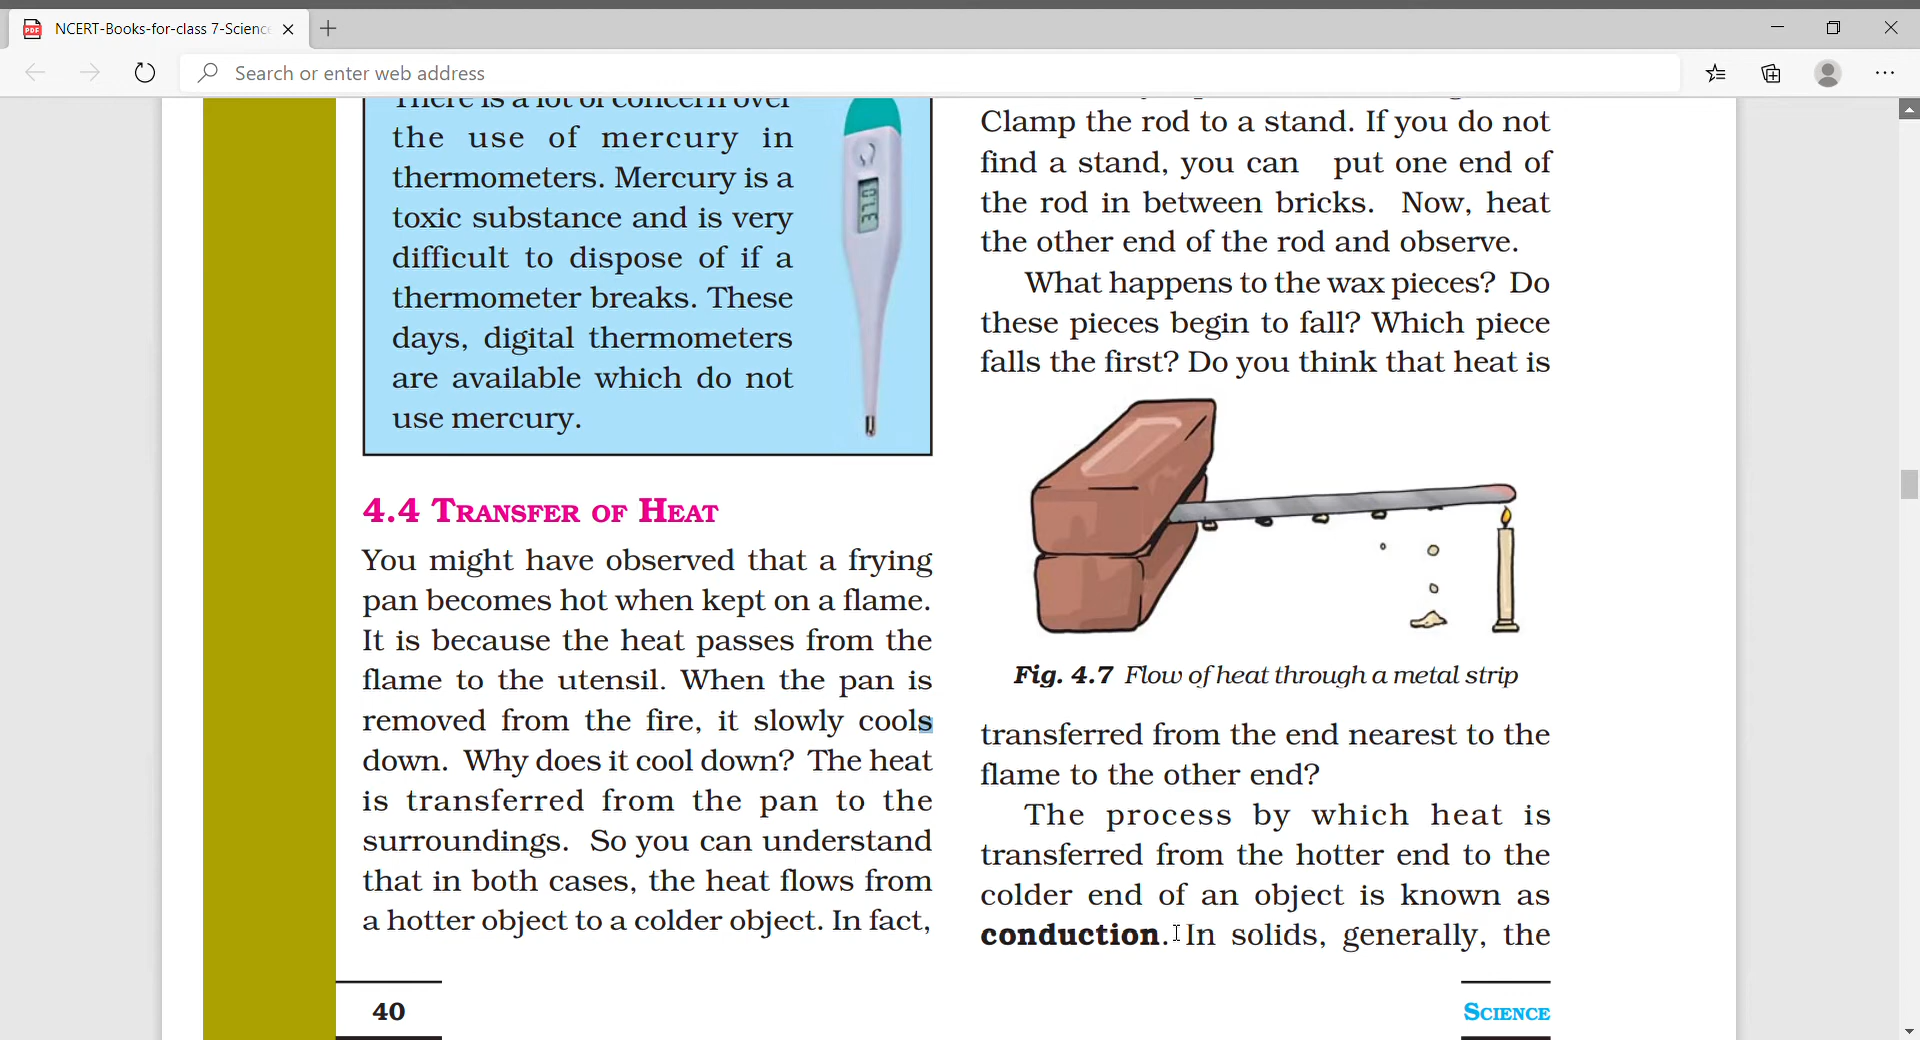 NCERT-Books-for-class 7-Science
Search or enter web address
There is a lot of concern over
the use of mercury in
thermometers. Mercury is a
toxic substance and is very
difficult to dispose of if a
thermometer breaks. These
days, digital thermometers
are available which do not
use mercury.
4.4 TRANSFER OF HEAT
You might have observed that a frying
pan becomes hot when kept on a flame.
It is because the heat passes from the
flame to the utensil. When the pan is
removed from the fire, it slowly cools
down. Why does it cool down? The heat
is transferred from the pan to the
surroundings. So you can understand
that in both cases, the heat flows from
a hotter object to a colder object. In fact,
40
Clamp the rod to a stand. If you do not
find a stand, you can put one end of
the rod in between bricks. Now, heat
the other end of the rod and observe.
What happens to the wax pieces? Do
these pieces begin to fall? Which piece
falls the first? Do you think that heat is
Fig. 4.7 Flow of heat through a metal strip
transferred from the end nearest to the
flame to the other end?
The process by which heat is
transferred from the hotter end to the
colder end of an object is known as
conduction. In solids, generally, the
SCIENCE